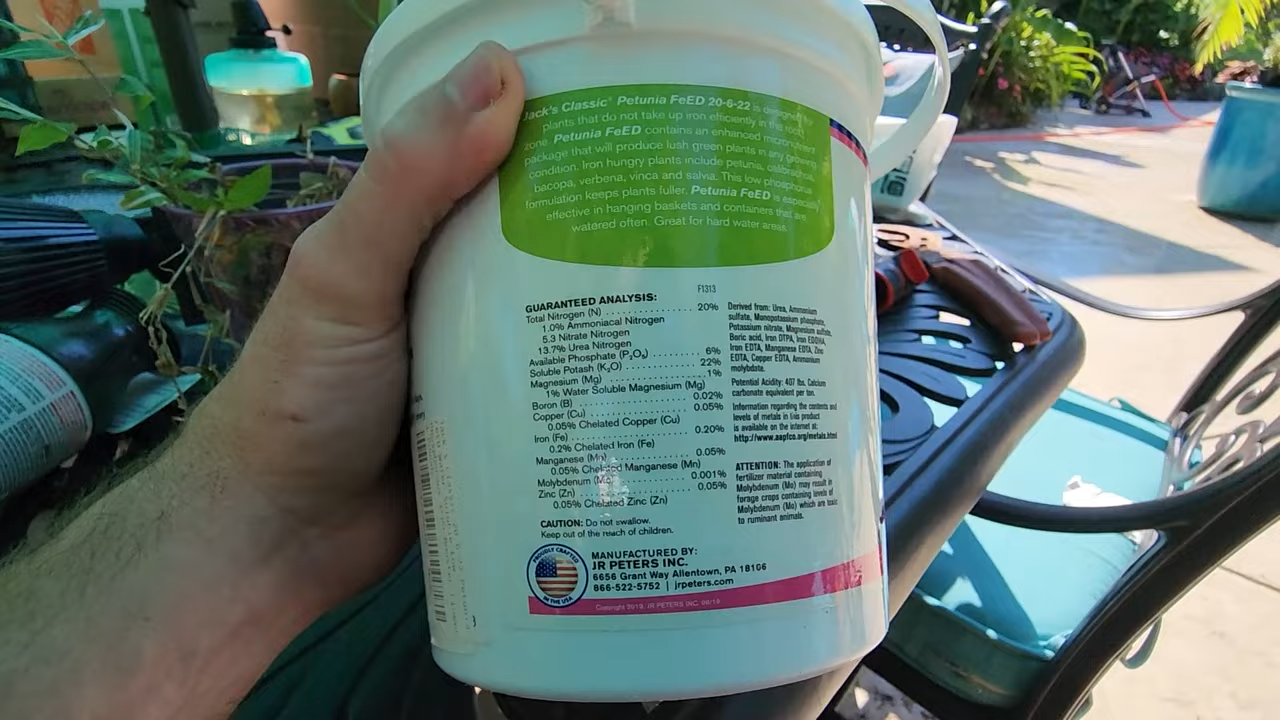 Jack's Classic® Petunia FeED 20-6-22 is designed for
plants that do not take up iron efficiently in the root
zone. Petunia FeED contains an enhanced micronutrient
package that will produce lush green plants in any growing
condition. Iron hungry plants include petunia, calibrachoa,
bacopa, verbena, vinca and salvia. This low phosphorus
formulation keeps plants fuller. Petunia FeED is especially
effective in hanging baskets and containers that are
watered often. Great for hard water areas.
F1313
GUARANTEED ANALYSIS:
Total Nitrogen (N) .................. 20%
1.0% Ammoniacal Nitrogen
5.3 Nitrate Nitrogen
13.7% Urea Nitrogen
Available Phosphate (P₂O₅) ........ 6%
Soluble Potash (K₂O) ............... 22%
Magnesium (Mg) .................... 1%
1% Water Soluble Magnesium (Mg)
Boron (B) .......................... 0.02%
Copper (Cu) ....................... 0.05%
0.05% Chelated Copper (Cu)
Iron (Fe) .......................... 0.20%
0.2% Chelated Iron (Fe)
Manganese (Mn) .................. 0.05%
0.05% Chelated Manganese (Mn)
Molybdenum (Mo) ................. 0.001%
Zinc (Zn) .......................... 0.05%
0.05% Chelated Zinc (Zn)
CAUTION: Do not swallow.
Keep out of the reach of children.
Derived from: Urea, Ammonium
sulfate, Monopotassium phosphate,
Potassium nitrate, Magnesium sulfate,
Boric acid, Iron DTPA, Iron EDDHA,
Iron EDTA, Manganese EDTA, Zinc
EDTA, Copper EDTA, Ammonium
molybdate.
Potential Acidity: 407 lbs. Calcium
carbonate equivalent per ton.
Information regarding the contents and
levels of metals in this product
is available on the internet at:
http://www.aapfco.org/metals.html
ATTENTION: The application of
fertilizer material containing
Molybdenum (Mo) may result in
forage crops containing levels of
Molybdenum (Mo) which are toxic
to ruminant animals.
PROUDLY CRAFTED
IN THE USA
MANUFACTURED BY:
JR PETERS INC.
6656 Grant Way Allentown, PA 18106
866-522-5752 | jrpeters.com
Copyright 2019, JR PETERS INC.